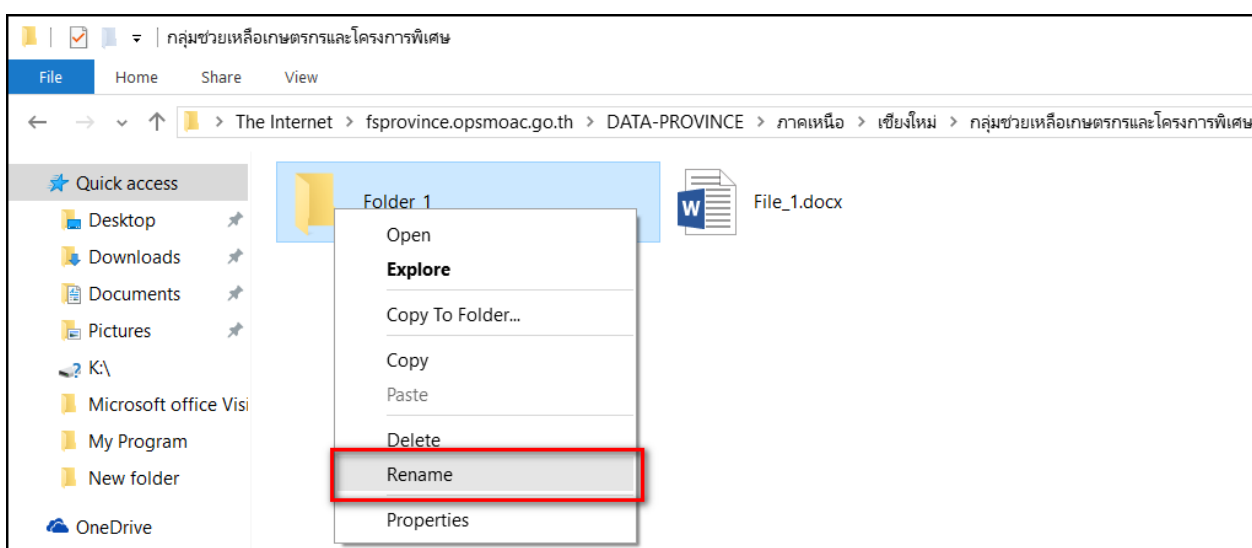 กลุ่มช่วยเหลือเกษตรกรและโครงการพิเศษ
File Home Share View
The Internet > fsprovince.opsmoac.go.th > DATA-PROVINCE > ภาคเหนือ > เชียงใหม่ > กลุ่มช่วยเหลือเกษตรกรและโครงการพิเศษ
Quick access
Desktop
Downloads
Documents
Pictures
K:\
Microsoft office Visi
My Program
New folder
OneDrive
Folder 1
File_1.docx
Open
Explore
Copy To Folder...
Copy
Paste
Delete
Rename
Properties